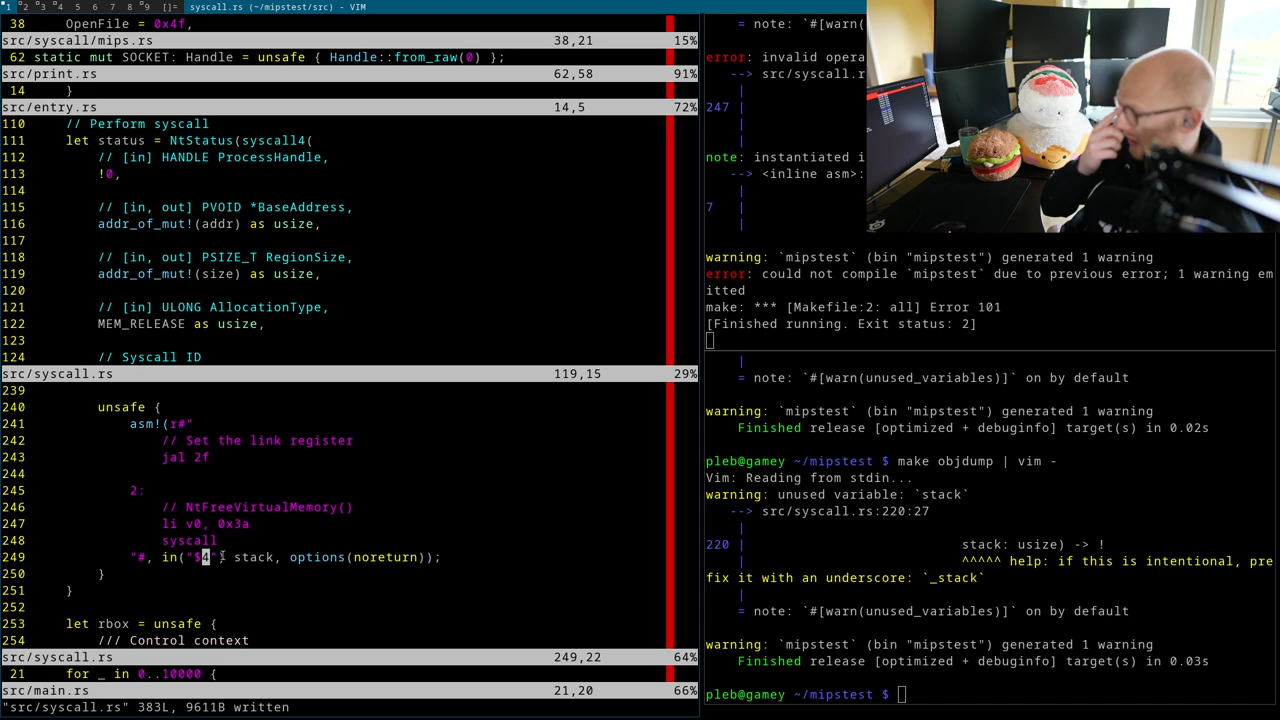 1 2 3 4 5 6 7 8 9 []= syscall.rs (~/mipstest/src) - VIM
38 OpenFile = 0x4f,
src/syscall/mips.rs 38,21 15%
62 static mut SOCKET: Handle = unsafe { Handle::from_raw(0) };
src/print.rs 62,58 91%
14 }
src/entry.rs 14,5 72%
110 // Perform syscall
111 let status = NtStatus(syscall4(
112 // [in] HANDLE ProcessHandle,
113 !0,
114
115 // [in, out] PVOID *BaseAddress,
116 addr_of_mut!(addr) as usize,
117
118 // [in, out] PSIZE_T RegionSize,
119 addr_of_mut!(size) as usize,
120
121 // [in] ULONG AllocationType,
122 MEM_RELEASE as usize,
123
124 // Syscall ID
src/syscall.rs 119,15 29%
239
240 unsafe {
241 asm!(r#"
242 // Set the link register
243 jal 2f
244
245 2:
246 // NtFreeVirtualMemory()
247 li v0, 0x3a
248 syscall
249 "#, in("$4") stack, options(noreturn));
250 }
251 }
252
253 let rbox = unsafe {
254 /// Control context
src/syscall.rs 249,22 64%
21 for _ in 0..10000 {
src/main.rs 21,20 66%
"src/syscall.rs" 383L, 9611B written
= note: `#[warn(
error: invalid opera
--> src/syscall.r
|
247 |
|
|
note: instantiated i
--> <inline asm>:
|
7 |
|
warning: `mipstest` (bin "mipstest") generated 1 warning
error: could not compile `mipstest` due to previous error; 1 warning em
itted
make: *** [Makefile:2: all] Error 101
[Finished running. Exit status: 2]
|
= note: `#[warn(unused_variables)]` on by default
warning: `mipstest` (bin "mipstest") generated 1 warning
Finished release [optimized + debuginfo] target(s) in 0.02s
pleb@gamey ~/mipstest $ make objdump | vim -
Vim: Reading from stdin...
warning: unused variable: `stack`
--> src/syscall.rs:220:27
|
220 | stack: usize) -> !
| ^^^^^ help: if this is intentional, pre
fix it with an underscore: `_stack`
|
= note: `#[warn(unused_variables)]` on by default
warning: `mipstest` (bin "mipstest") generated 1 warning
Finished release [optimized + debuginfo] target(s) in 0.03s
pleb@gamey ~/mipstest $